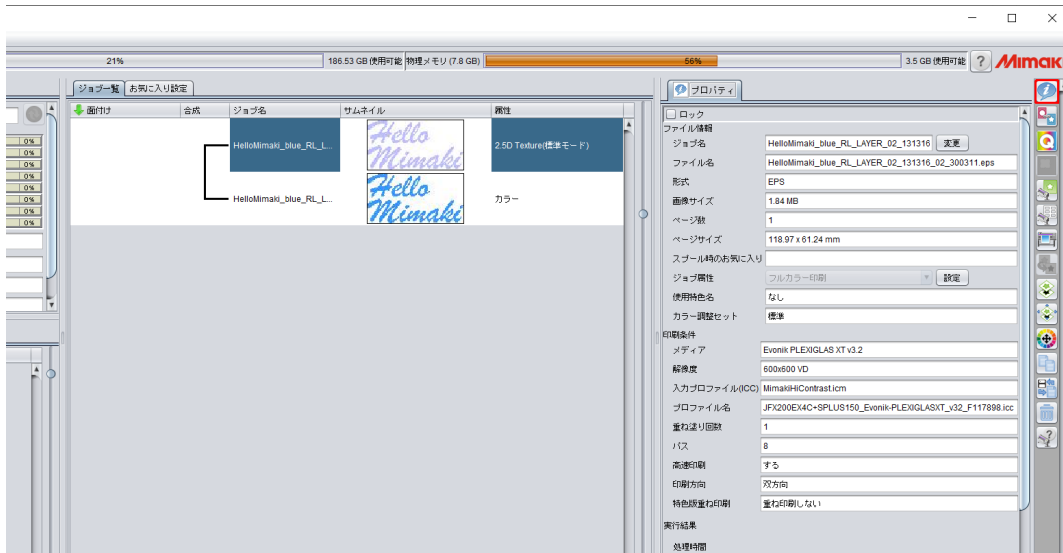 21%
186.53 GB 使用可能
物理メモリ (7.8 GB)
56%
3.5 GB 使用可能
?
Mimak
ジョブ一覧
お気に入り設定
プロパティ
面付け
合成
ジョブ名
サムネイル
属性
0%
0%
0%
0%
0%
0%
0%
0%
HelloMimaki_blue_RL_L...
Hello
Mimaki
2.5D Texture(標準モード)
HelloMimaki_blue_RL_L...
Hello
Mimaki
カラー
ロック
ファイル情報
ジョブ名 HelloMimaki_blue_RL_LAYER_02_131316 変更
ファイル名 HelloMimaki_blue_RL_LAYER_02_131316_02_300311.eps
形式 EPS
画像サイズ 1.84 MB
ページ数 1
ページサイズ 118.97 x 61.24 mm
スプール時のお気に入り
ジョブ属性 フルカラー印刷 設定
使用特色名 なし
カラー調整セット 標準
印刷条件
メディア Evonik PLEXIGLAS XT v3.2
解像度 600x600 VD
入力プロファイル(ICC) MimakiHiContrast.icm
プロファイル名 JFX200EX4C+SPLUS150_Evonik-PLEXIGLASXT_v32_F117898.icc
重ね塗り回数 1
パス 8
高速印刷 する
印刷方向 双方向
特色版重ね印刷 重ね印刷しない
実行結果
処理時間